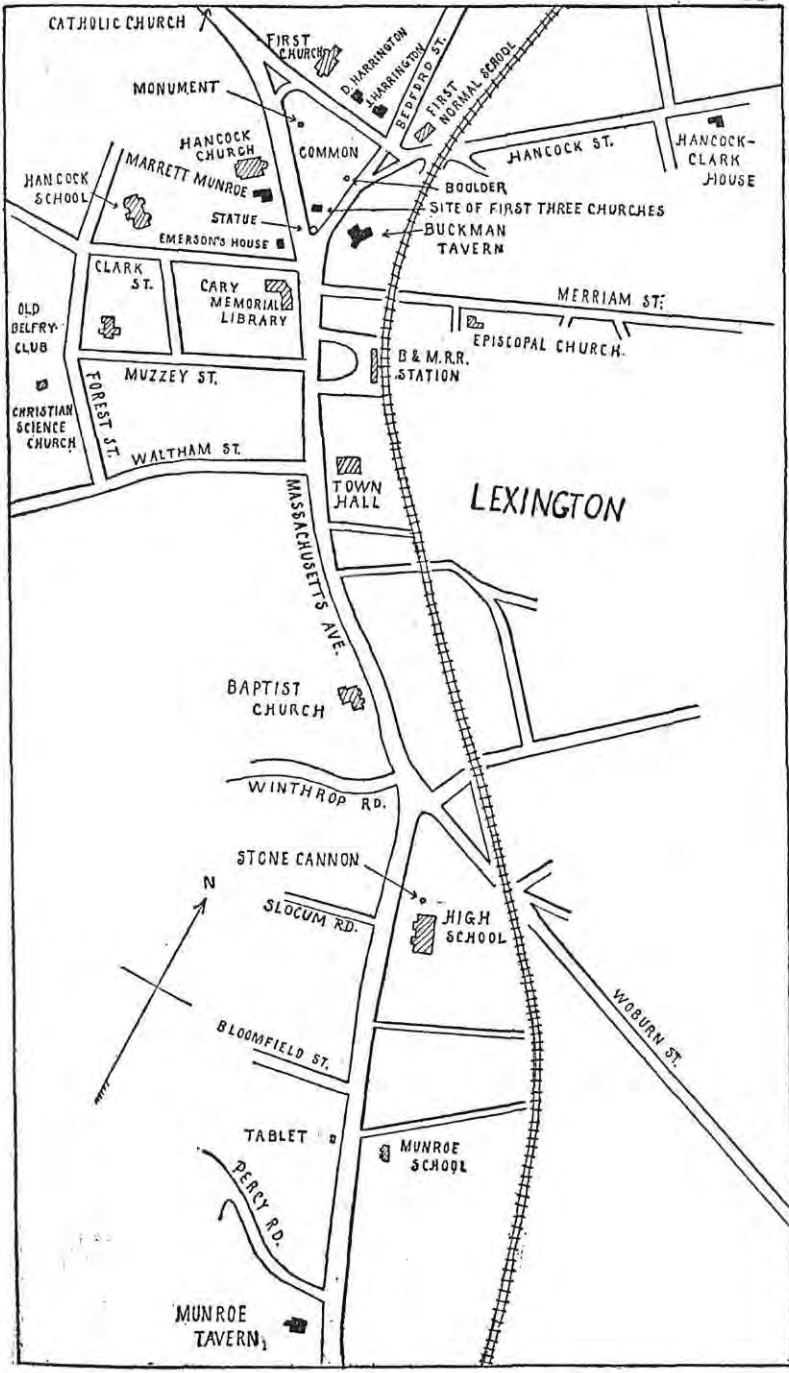 CATHOLIC CHURCH
FIRST
CHURCH
D. HARRINGTON
J. HARRINGTON
BEDFORD ST.
FIRST
NORMAL SCHOOL
MONUMENT
HANCOCK
CHURCH
COMMON
HANCOCK ST.
HANCOCK-
CLARK
HOUSE
MARRETT MUNROE
HANCOCK
SCHOOL
BOULDER
STATUE
SITE OF FIRST THREE CHURCHES
EMERSON'S HOUSE
BUCKMAN
TAVERN
CLARK
ST.
CARY
MEMORIAL
LIBRARY
MERRIAM ST.
OLD
BELFRY
CLUB
EPISCOPAL CHURCH.
B & M.R.R.
STATION
MUZZEY ST.
CHRISTIAN
SCIENCE
CHURCH
FOREST ST.
WALTHAM ST.
TOWN
HALL
LEXINGTON
MASSACHUSETTS AVE.
BAPTIST
CHURCH
WINTHROP RD.
STONE CANNON
N
SLOCUM RD.
HIGH
SCHOOL
WOBURN ST.
BLOOMFIELD ST.
TABLET
MUNROE
SCHOOL
PERCY RD.
MUNROE
TAVERN